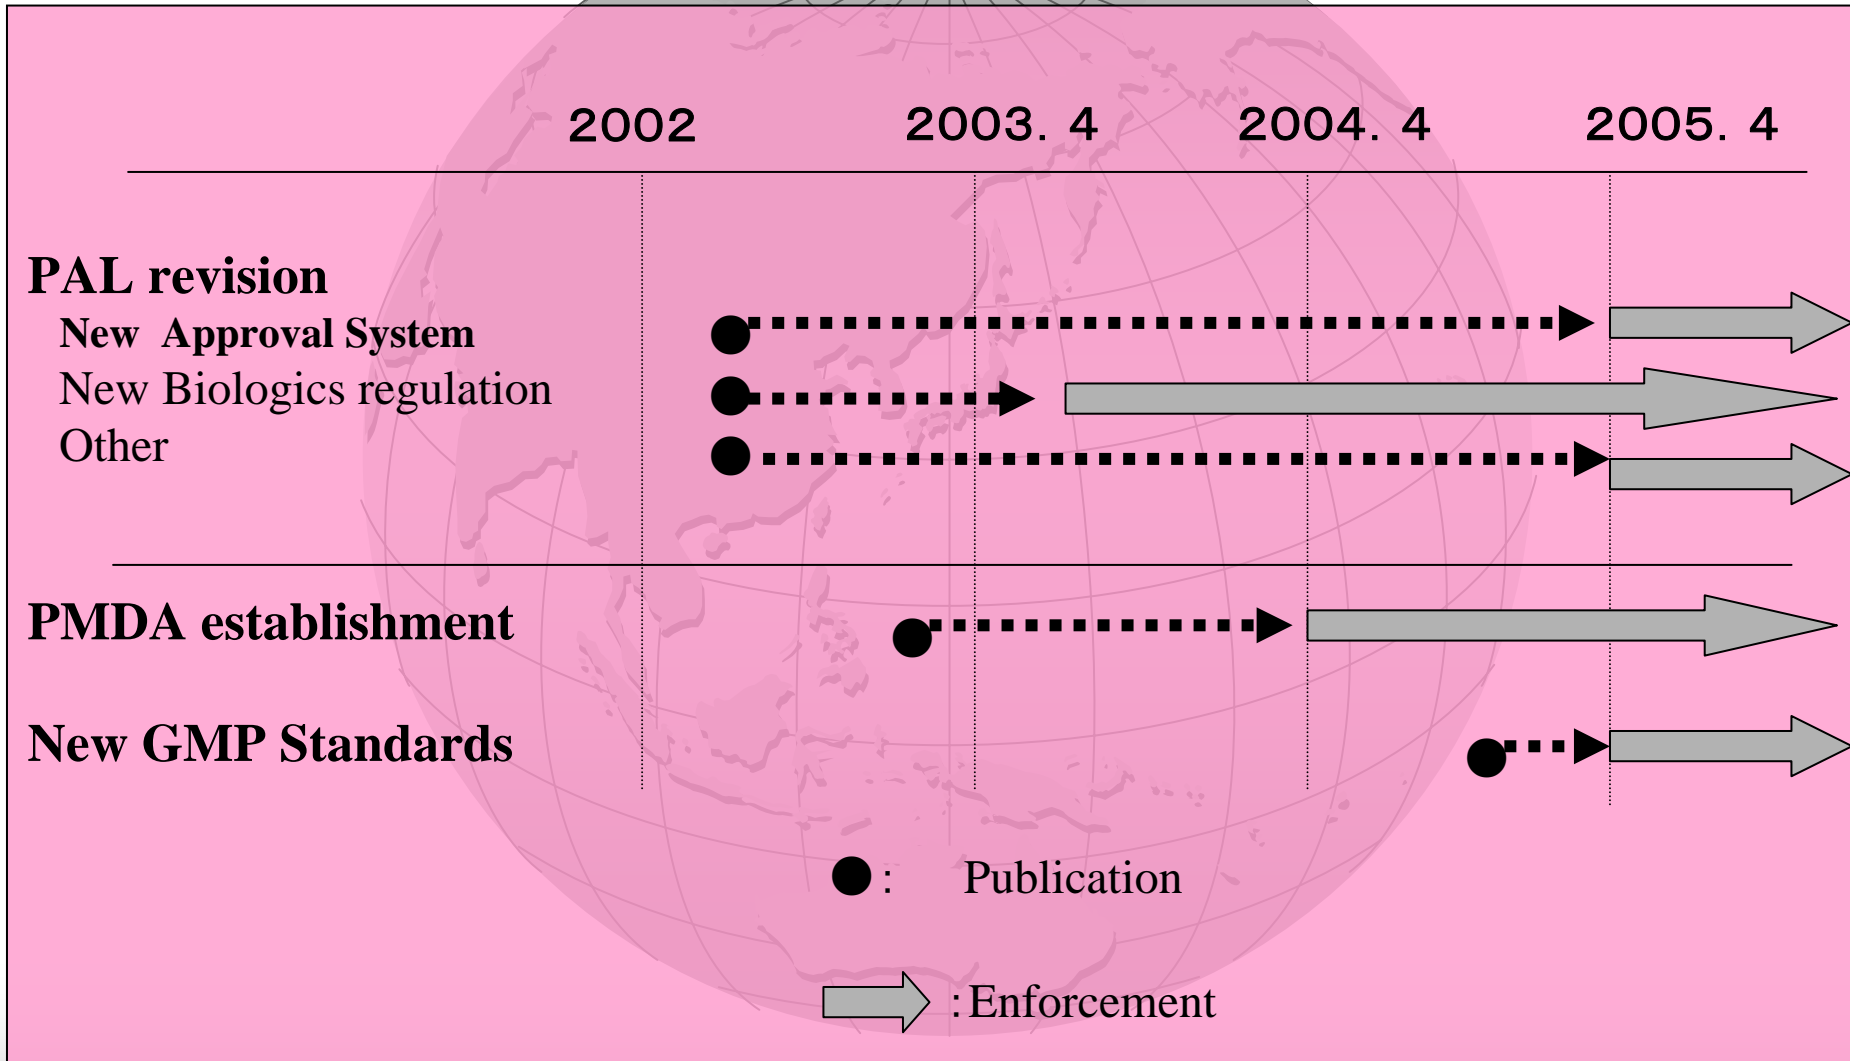 2002 2003. 4 2004. 4 2005. 4
PAL revision
New Approval System
New Biologics regulation
Other
PMDA establishment
New GMP Standards
: Publication
: Enforcement